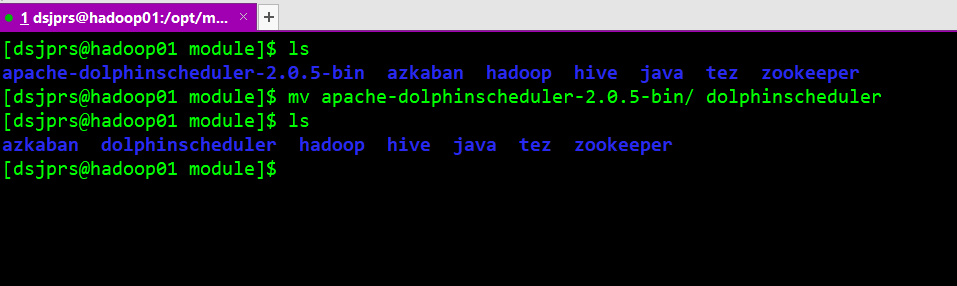 1 dsjprs@hadoop01:/opt/m... × +
[dsjprs@hadoop01 module]$ ls
apache-dolphinscheduler-2.0.5-bin  azkaban  hadoop  hive  java  tez  zookeeper
[dsjprs@hadoop01 module]$ mv apache-dolphinscheduler-2.0.5-bin/ dolphinscheduler
[dsjprs@hadoop01 module]$ ls
azkaban  dolphinscheduler  hadoop  hive  java  tez  zookeeper
[dsjprs@hadoop01 module]$